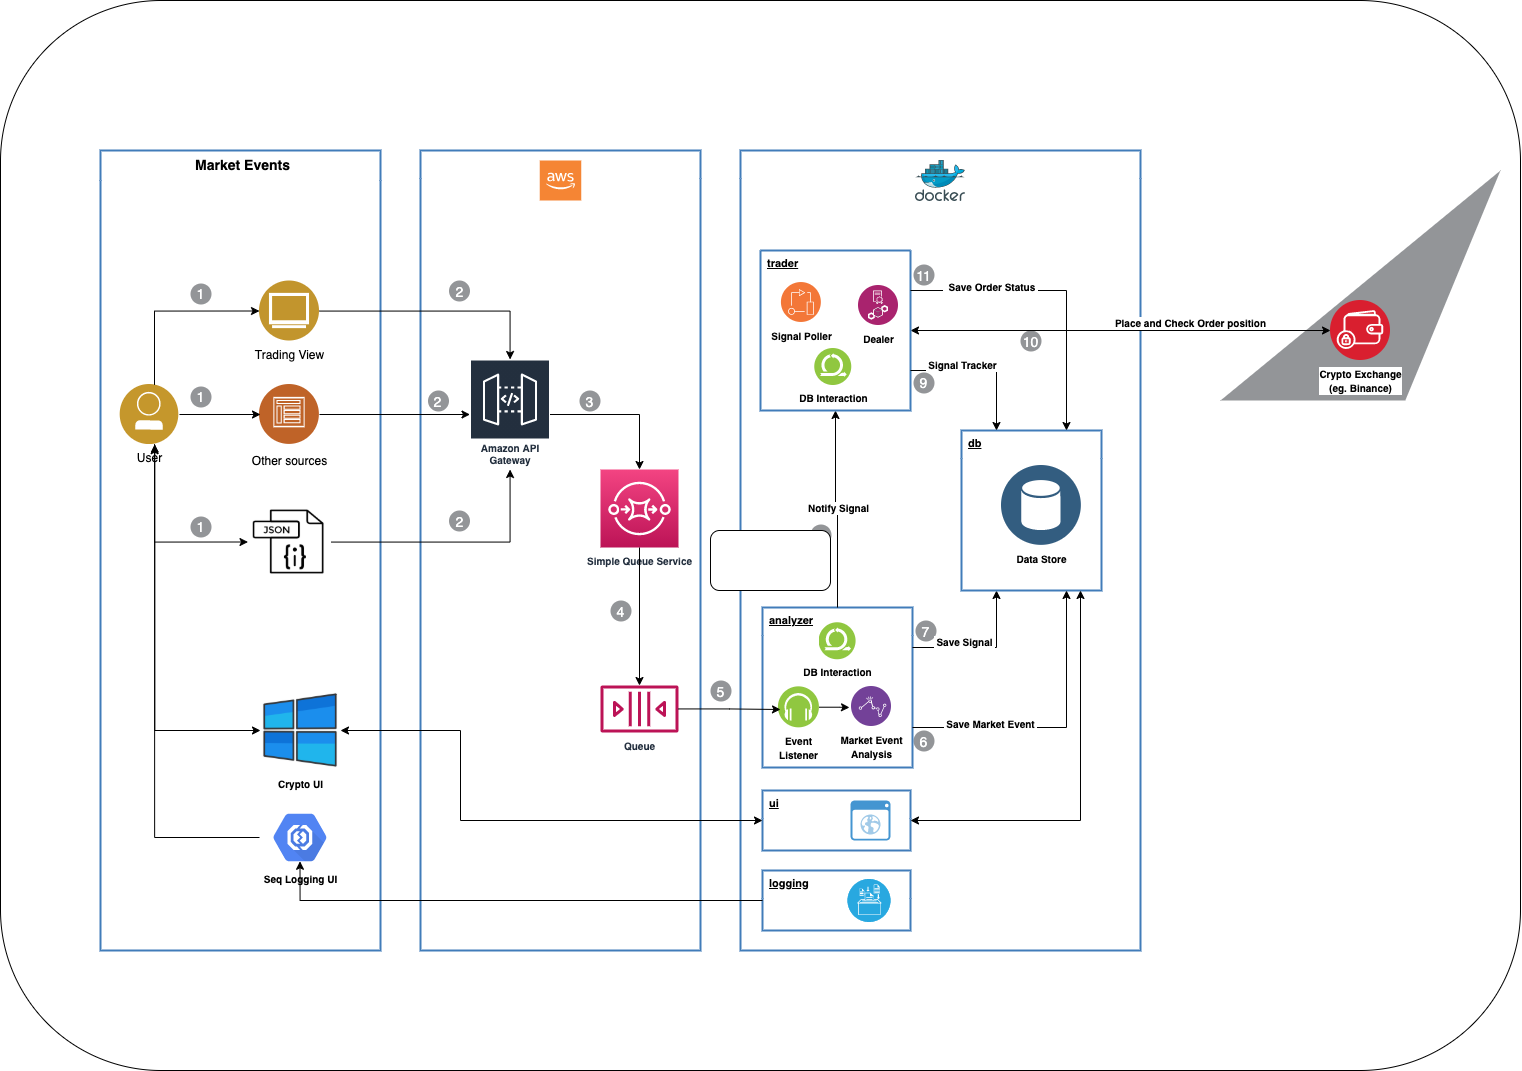 Market Events
aws
docker
1
Trading View
2
1
User
Other sources
2
Amazon API
Gateway
3
1
JSON
{i}
2
Simple Queue Service
4
Queue
5
Crypto UI
Seq Logging UI
trader
Signal Poller
Dealer
DB Interaction
11
Save Order Status
Place and Check Order position
10
Signal Tracker
9
Crypto Exchange
(eg. Binance)
db
Data Store
Notify Signal
analyzer
DB Interaction
7
Save Signal
Event
Listener
Market Event
Analysis
Save Market Event
6
ui
logging